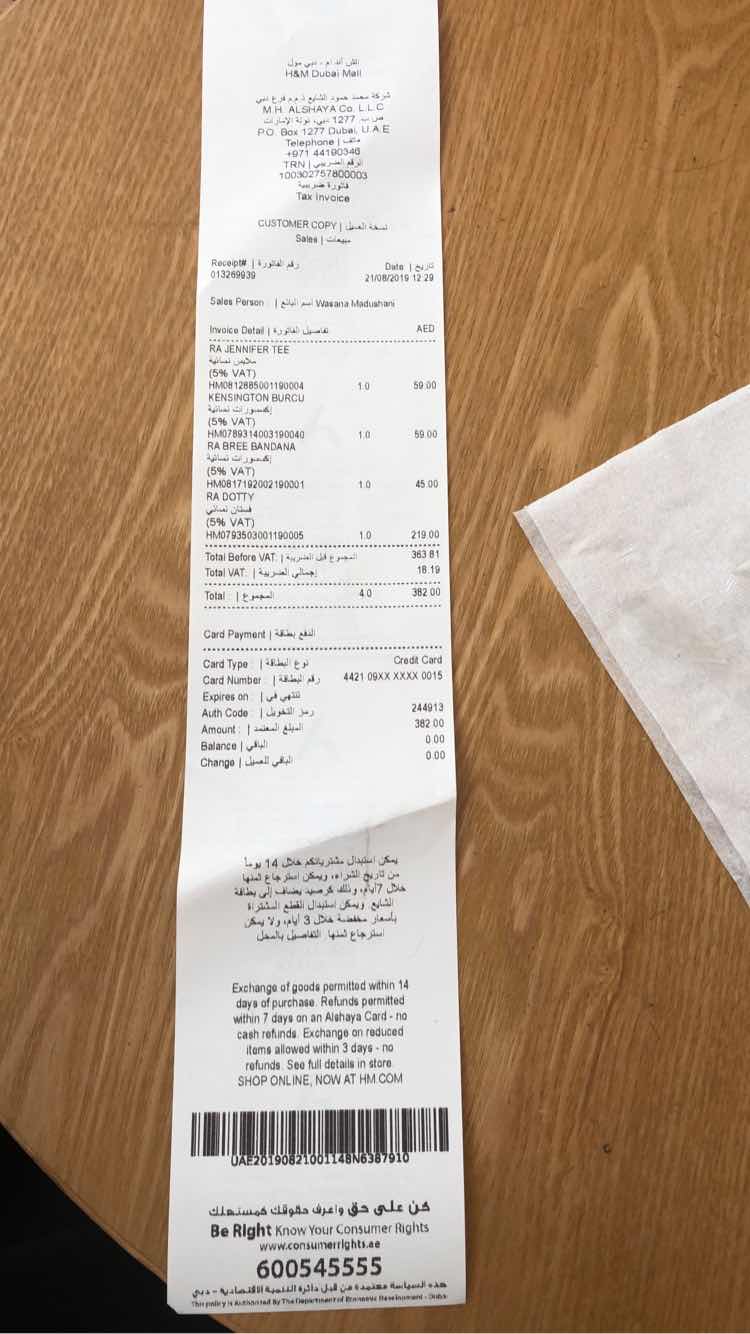 اتش أند ام - دبي مول
H&M Dubai Mall
شركة محمد حمود الشايع ذ.م.م فرع دبي
M.H. ALSHAYA Co. L.L.C
ص.ب. 1277 دبي، دولة الإمارات
P.O. Box 1277 Dubai, U.A.E
Telephone | هاتف
+971 44190346
TRN | الرقم الضريبي
100302757800003
فاتورة ضريبية
Tax Invoice
CUSTOMER COPY | نسخة العميل
Sales | مبيعات
Receipt# | رقم الفاتورة Date | تاريخ
013269939 21/08/2019 12:29
Sales Person : | اسم البائع Wasana Madushani
Invoice Detail | تفاصيل الفاتورة AED
RA JENNIFER TEE
ملابس نسائية
(5% VAT)
HM0812885001190004 1.0 59.00
KENSINGTON BURCU
إكسسورات نسائية
(5% VAT)
HM0789314003190040 1.0 59.00
RA BREE BANDANA
إكسسورات نسائية
(5% VAT)
HM0817192002190001 1.0 45.00
RA DOTTY
فستان نسائي
(5% VAT)
HM0793503001190005 1.0 219.00
Total Before VAT: | المجموع قبل الضريبة 363.81
Total VAT: | إجمالي الضريبة 18.19
Total : | المجموع 4.0 382.00
Card Payment | الدفع بطاقة
Card Type : | نوع البطاقة Credit Card
Card Number : | رقم البطاقة 4421 09XX XXXX 0015
Expires on : | تنتهي في
Auth Code : | رمز التخويل 244913
Amount : | المبلغ المعتمد 382.00
Balance | الباقي 0.00
Change | الباقي للعميل 0.00
يمكن استبدال مشترياتكم خلال 14 يوماً
من تاريخ الشراء، ويمكن استرجاع ثمنها
خلال 7 أيام، وذلك كرصيد يضاف إلى بطاقة
الشايع. ويمكن استبدال القطع المشتراة
بأسعار مخفضة خلال 3 أيام، ولا يمكن
استرجاع ثمنها. التفاصيل بالمحل
Exchange of goods permitted within 14
days of purchase. Refunds permitted
within 7 days on an Alshaya Card - no
cash refunds. Exchange on reduced
items allowed within 3 days - no
refunds. See full details in store.
SHOP ONLINE, NOW AT HM.COM
UAE20190821001148N6387910
كن على حق واعرف حقوقك كمستهلك
Be Right Know Your Consumer Rights
www.consumerrights.ae
600545555
هذه السياسة معتمدة من قبل دائرة التنمية الاقتصادية - دبي
This policy is Authorized By The Department of Economic Development - Dubai